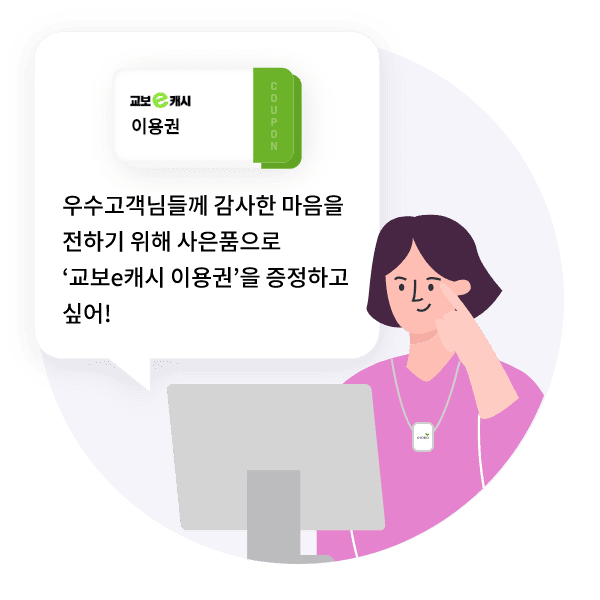 교보e캐시
이용권
COUPON
우수고객님들께 감사한 마음을
전하기 위해 사은품으로
‘교보e캐시 이용권’을 증정하고
싶어!